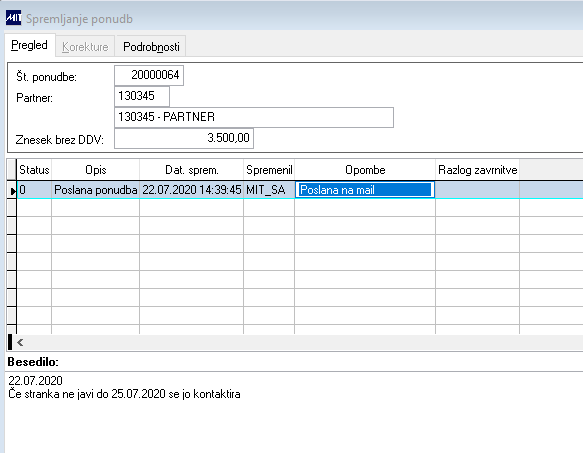 MIT Spremljanje ponudb
Pregled Korekture Podrobnosti
Št. ponudbe: 20000064
Partner: 130345
130345 - PARTNER
Znesek brez DDV: 3.500,00
Status Opis Dat. sprem. Spremenil Opombe Razlog zavrnitve
0 Poslana ponudba 22.07.2020 14:39:45 MIT_SA Poslana na mail
Besedilo:
22.07.2020
Če stranka ne javi do 25.07.2020 se jo kontaktira